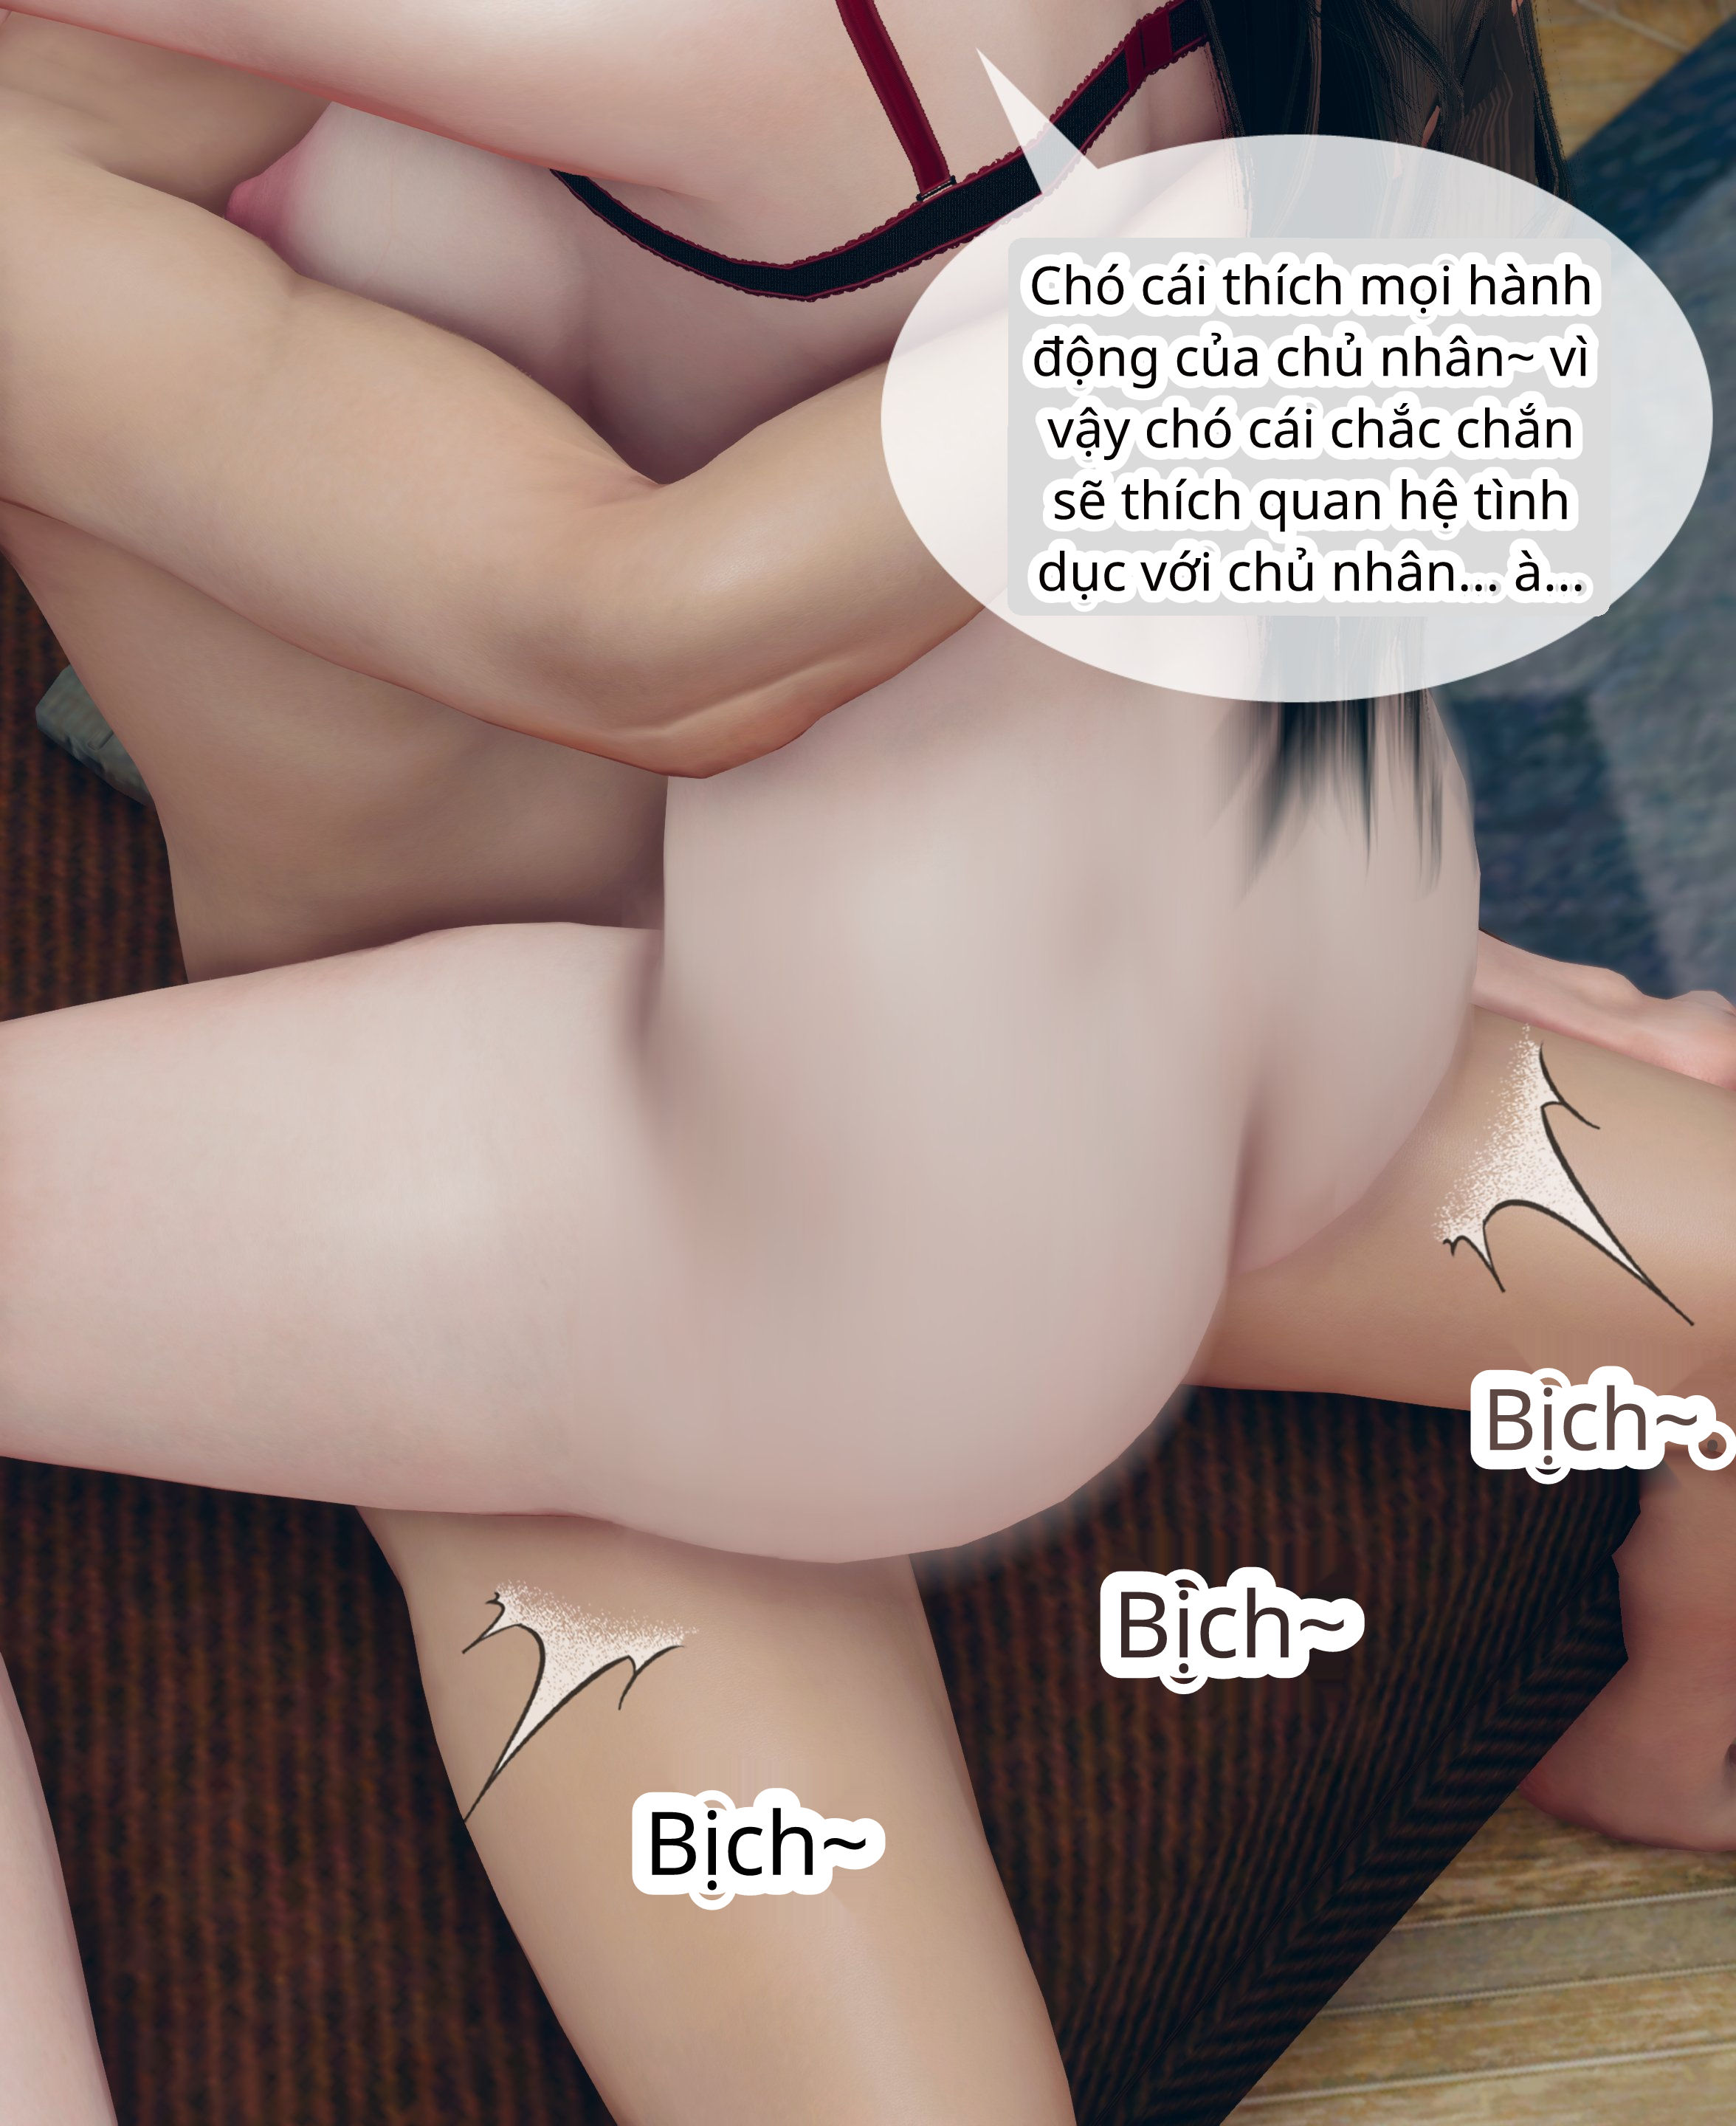 Chó cái thích mọi hành
động của chủ nhân~ vì
vậy chó cái chắc chắn
sẽ thích quan hệ tình
dục với chủ nhân... à...
Bịch~
Bịch~
Bịch~